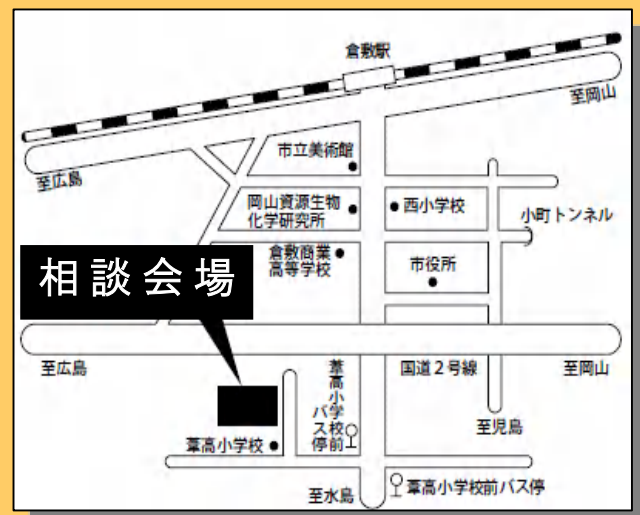 倉敷駅
至岡山
至広島
市立美術館
岡山資源生物
化学研究所
西小学校
小町トンネル
倉敷商業
高等学校
市役所
相談会場
至広島
国道2号線
至岡山
葦高小学校前
バス停
葦高小学校
至児島
至水島
葦高小学校前バス停